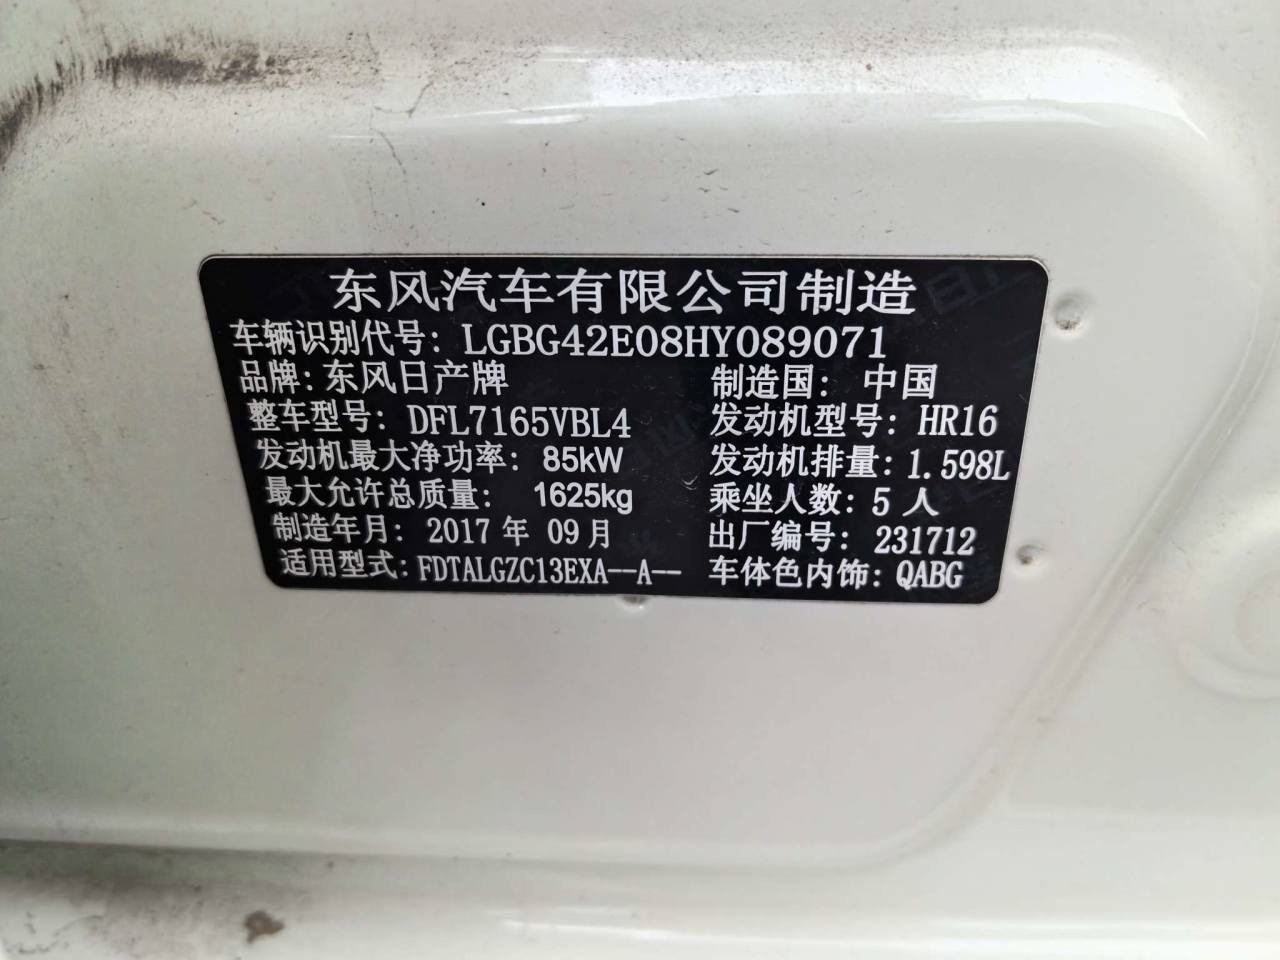 东风汽车有限公司制造
车辆识别代号: LGBG42E08HY089071
品牌: 东风日产牌 制造国: 中国
整车型号: DFL7165VBL4 发动机型号: HR16
发动机最大净功率: 85kW 发动机排量: 1.598L
最大允许总质量: 1625kg 乘坐人数: 5 人
制造年月: 2017 年 09 月 出厂编号: 231712
适用型式: FDTALGZC13EXA--A-- 车体色内饰: QABG